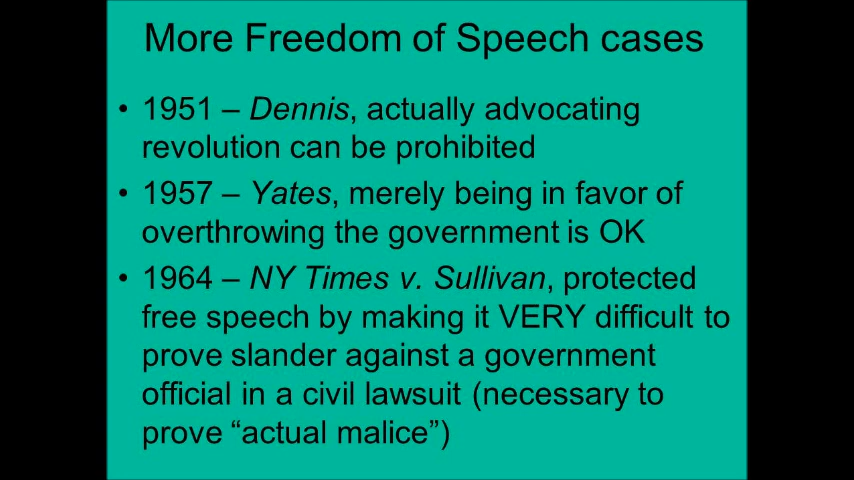 More Freedom of Speech cases
• 1951 – Dennis, actually advocating
revolution can be prohibited
• 1957 – Yates, merely being in favor of
overthrowing the government is OK
• 1964 – NY Times v. Sullivan, protected
free speech by making it VERY difficult to
prove slander against a government
official in a civil lawsuit (necessary to
prove “actual malice”)